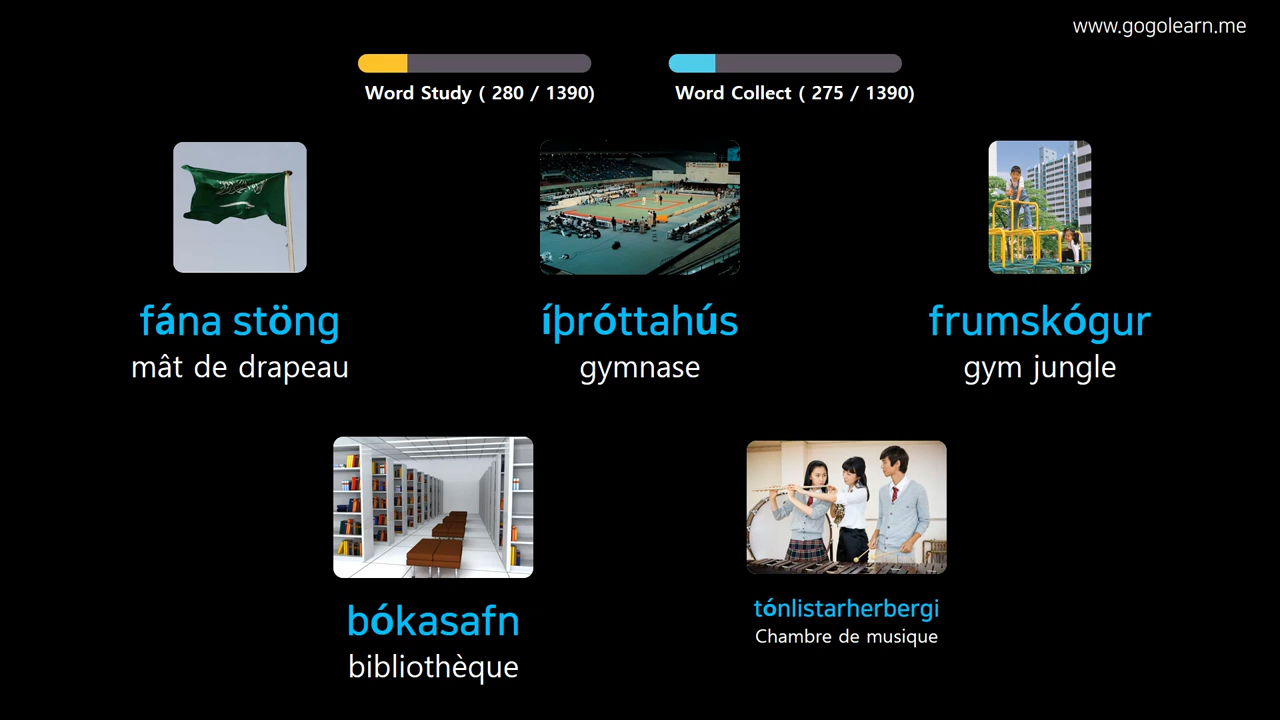 www.gogolearn.me
Word Study ( 280 / 1390)
Word Collect ( 275 / 1390)
fána stöng
mât de drapeau
íþróttahús
gymnase
frumskógur
gym jungle
bókasafn
bibliothèque
tónlistarherbergi
Chambre de musique